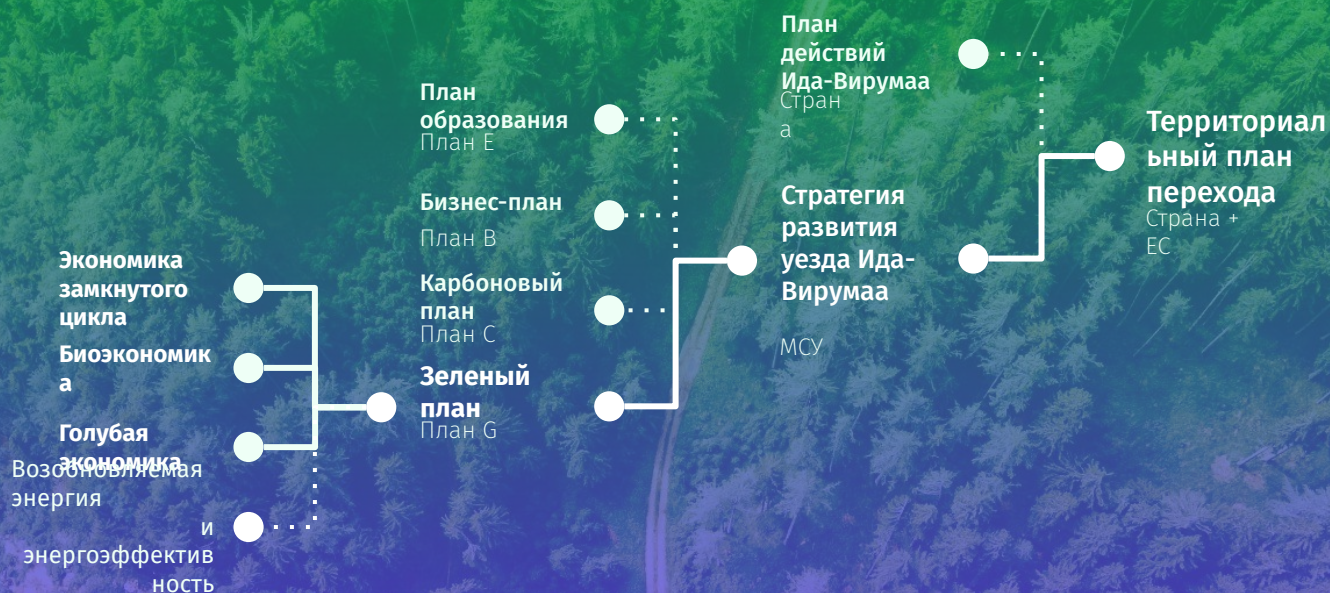 Экономика
замкнутого
цикла
Биоэкономик
а
Голубая
экономика
Возобновляемая
энергия
и
энергоэффектив
ность
План
образования
План E
Бизнес-план
План B
Карбоновый
план
План C
Зеленый
план
План G
План
действий
Ида-Вирумаа
Стран
а
Стратегия
развития
уезда Ида-
Вирумаа
МСУ
Территориал
ьный план
перехода
Страна +
ЕС